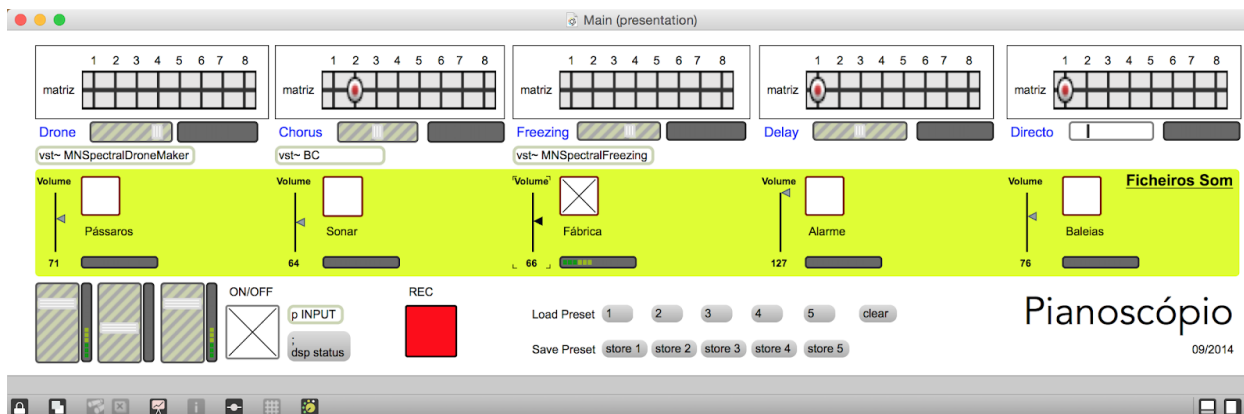 Main (presentation)
1 2 3 4 5 6 7 8
matriz
1 2 3 4 5 6 7 8
matriz
1 2 3 4 5 6 7 8
matriz
1 2 3 4 5 6 7 8
matriz
1 2 3 4 5 6 7 8
matriz
Drone
Chorus
Freezing
Delay
Directo
vst~ MNSpectralDroneMaker
vst~ BC
vst~ MNSpectralFreezing
Ficheiros Som
Volume
Pássaros
71
Volume
Sonar
64
Volume
Fábrica
66
Volume
Alarme
127
Volume
Baleias
76
ON/OFF
p INPUT
;
dsp status
REC
Load Preset 1 2 3 4 5 clear
Save Preset store 1 store 2 store 3 store 4 store 5
Pianoscópio
09/2014